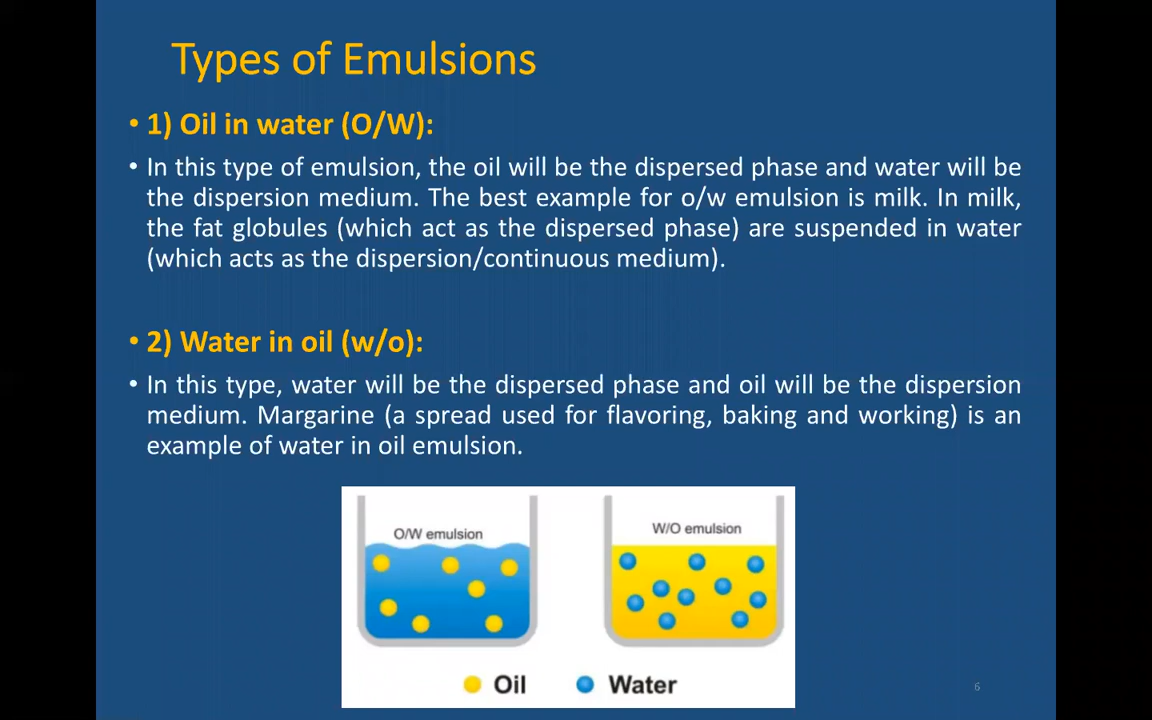 Types of Emulsions
• 1) Oil in water (O/W):
• In this type of emulsion, the oil will be the dispersed phase and water will be
the dispersion medium. The best example for o/w emulsion is milk. In milk,
the fat globules (which act as the dispersed phase) are suspended in water
(which acts as the dispersion/continuous medium).
• 2) Water in oil (w/o):
• In this type, water will be the dispersed phase and oil will be the dispersion
medium. Margarine (a spread used for flavoring, baking and working) is an
example of water in oil emulsion.
O/W emulsion
W/O emulsion
Oil
Water
6